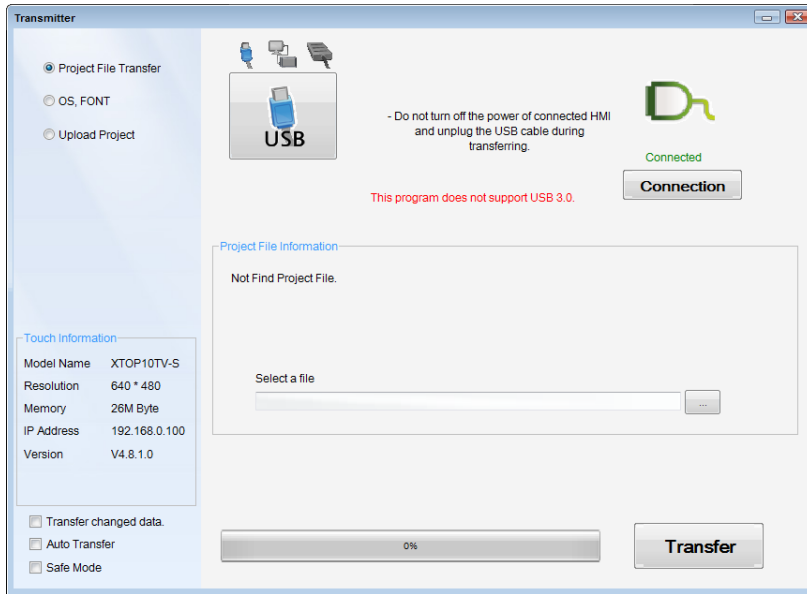 Transmitter
Project File Transfer
OS, FONT
Upload Project
USB
- Do not turn off the power of connected HMI
and unplug the USB cable during
transferring.
This program does not support USB 3.0.
Connected
Connection
Project File Information
Not Find Project File.
Select a file
...
Touch Information
Model Name XTOP10TV-S
Resolution 640 * 480
Memory 26M Byte
IP Address 192.168.0.100
Version V4.8.1.0
Transfer changed data.
Auto Transfer
Safe Mode
0%
Transfer